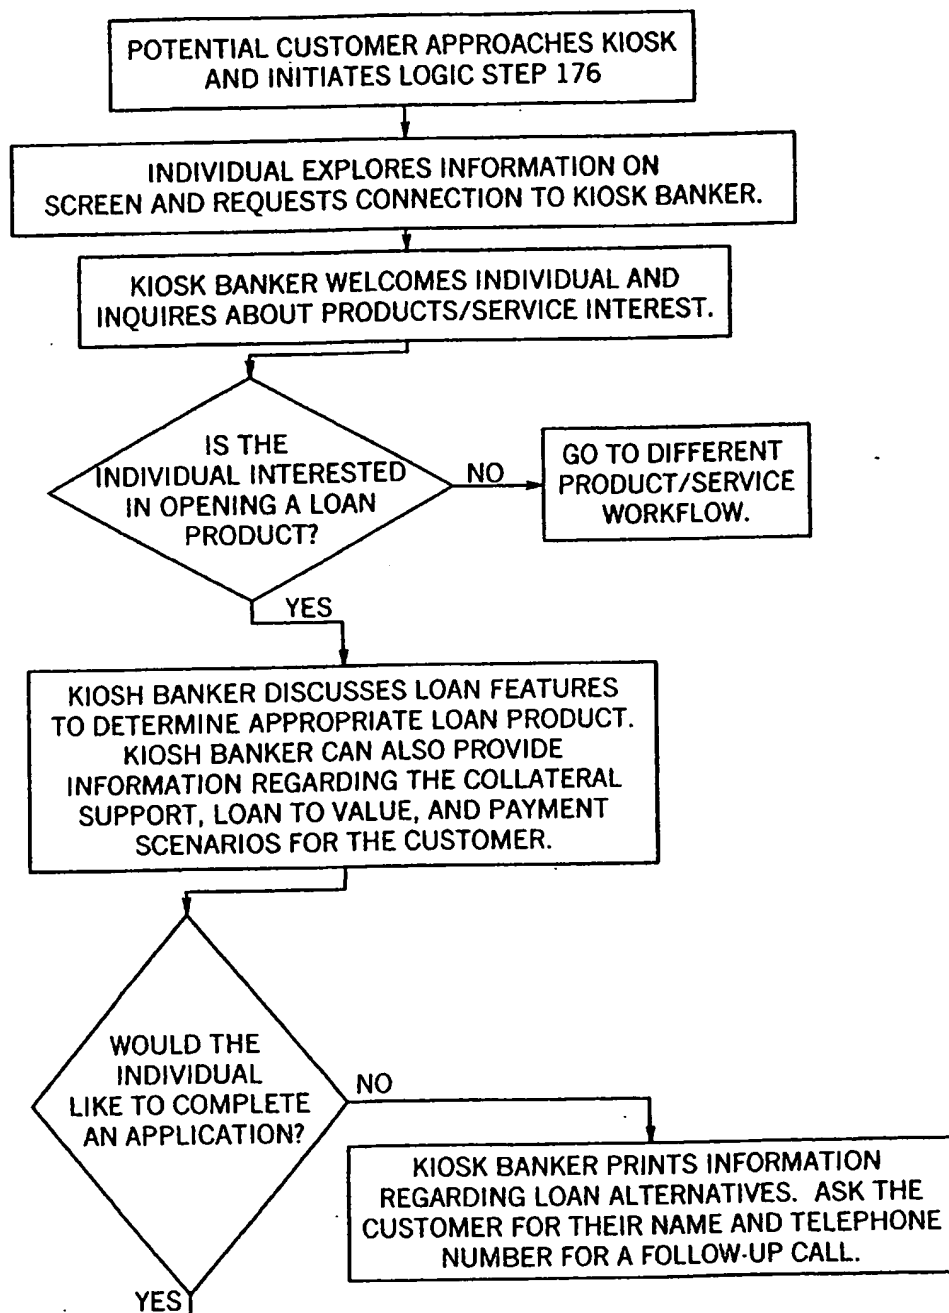 POTENTIAL CUSTOMER APPROACHES KIOSK
AND INITIATES LOGIC STEP 176
INDIVIDUAL EXPLORES INFORMATION ON
SCREEN AND REQUESTS CONNECTION TO KIOSK BANKER.
KIOSK BANKER WELCOMES INDIVIDUAL AND
INQUIRES ABOUT PRODUCTS/SERVICE INTEREST.
IS THE
INDIVIDUAL INTERESTED
IN OPENING A LOAN
PRODUCT?
NO
GO TO DIFFERENT
PRODUCT/SERVICE
WORKFLOW.
YES
KIOSH BANKER DISCUSSES LOAN FEATURES
TO DETERMINE APPROPRIATE LOAN PRODUCT.
KIOSH BANKER CAN ALSO PROVIDE
INFORMATION REGARDING THE COLLATERAL
SUPPORT, LOAN TO VALUE, AND PAYMENT
SCENARIOS FOR THE CUSTOMER.
WOULD THE
INDIVIDUAL
LIKE TO COMPLETE
AN APPLICATION?
NO
KIOSK BANKER PRINTS INFORMATION
REGARDING LOAN ALTERNATIVES. ASK THE
CUSTOMER FOR THEIR NAME AND TELEPHONE
NUMBER FOR A FOLLOW-UP CALL.
YES